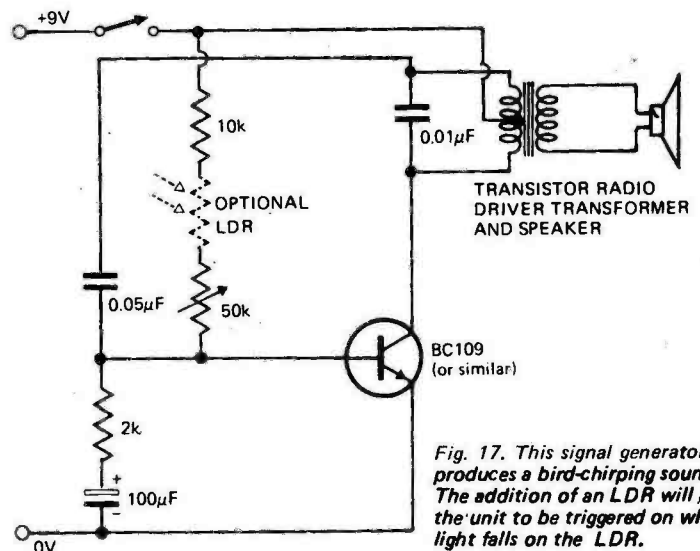 +9V
10k
0.01µF
OPTIONAL
LDR
TRANSISTOR RADIO
DRIVER TRANSFORMER
AND SPEAKER
0.05µF
50k
BC109
(or similar)
2k
+
100µF
-
0V
Fig. 17. This signal generator
produces a bird-chirping soun
The addition of an LDR will
the unit to be triggered on w
light falls on the LDR.